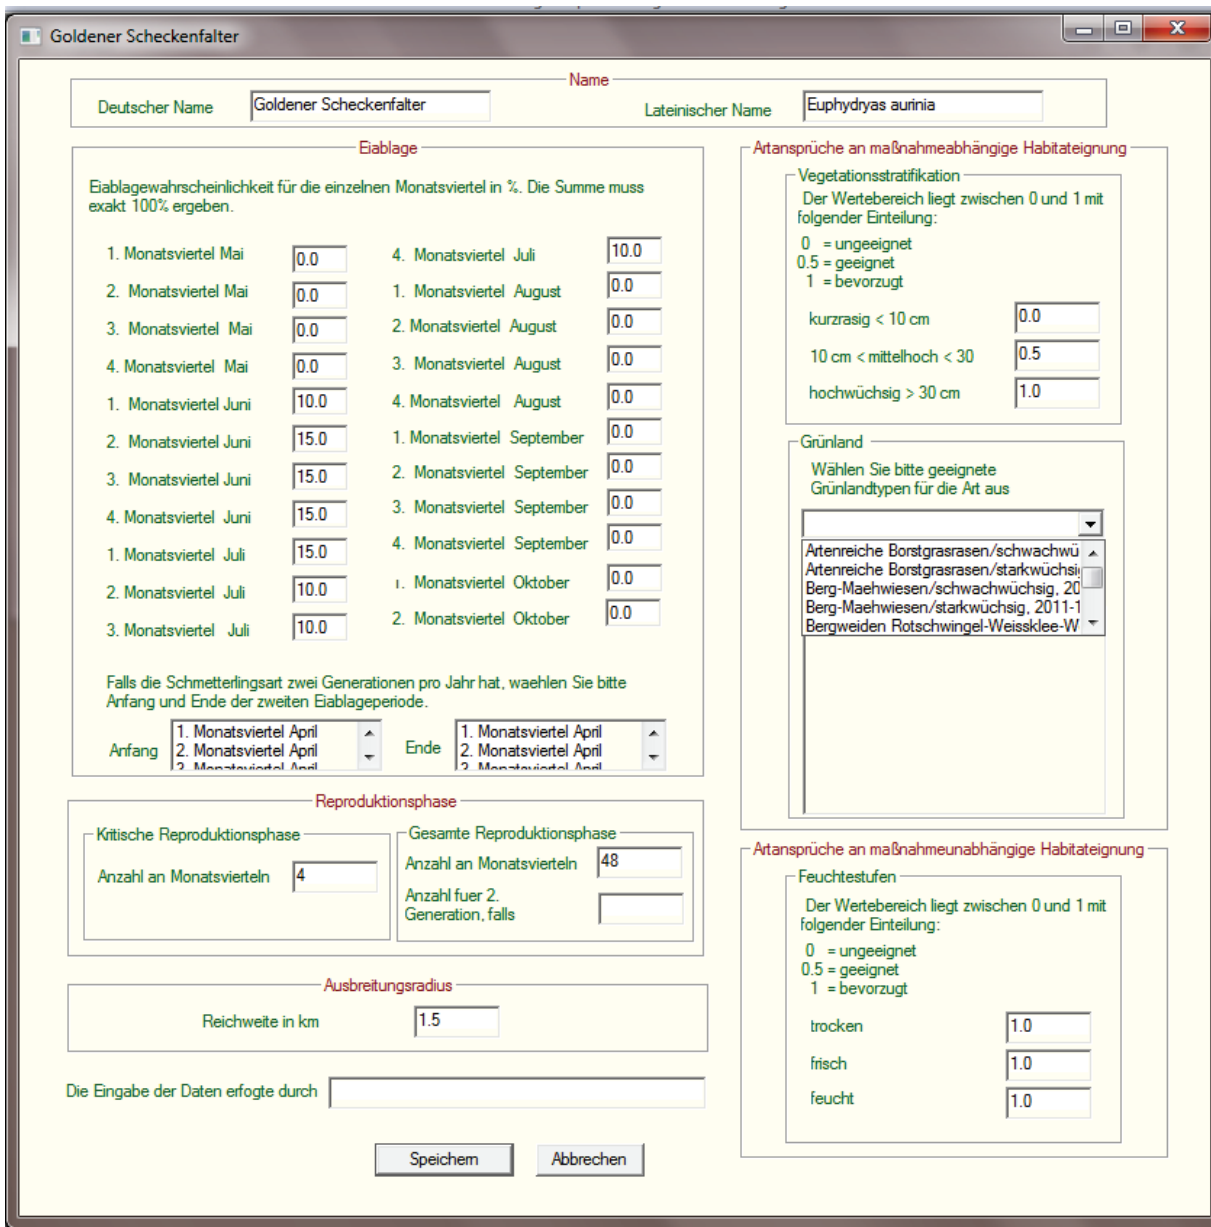 Goldener Scheckenfalter
Name
Deutscher Name Goldener Scheckenfalter Lateinischer Name Euphydryas aurinia
Eiablage
Eiablagewahrscheinlichkeit für die einzelnen Monatsviertel in %. Die Summe muss
exakt 100% ergeben.
1. Monatsviertel Mai 0.0
2. Monatsviertel Mai 0.0
3. Monatsviertel Mai 0.0
4. Monatsviertel Mai 0.0
1. Monatsviertel Juni 10.0
2. Monatsviertel Juni 15.0
3. Monatsviertel Juni 15.0
4. Monatsviertel Juni 15.0
1. Monatsviertel Juli 15.0
2. Monatsviertel Juli 10.0
3. Monatsviertel Juli 10.0
4. Monatsviertel Juli 10.0
1. Monatsviertel August 0.0
2. Monatsviertel August 0.0
3. Monatsviertel August 0.0
4. Monatsviertel August 0.0
1. Monatsviertel September 0.0
2. Monatsviertel September 0.0
3. Monatsviertel September 0.0
4. Monatsviertel September 0.0
1. Monatsviertel Oktober 0.0
2. Monatsviertel Oktober 0.0
Falls die Schmetterlingsart zwei Generationen pro Jahr hat, waehlen Sie bitte
Anfang und Ende der zweiten Eiablageperiode.
Anfang
1. Monatsviertel April
2. Monatsviertel April
3. Monatsviertel April
Ende
1. Monatsviertel April
2. Monatsviertel April
3. Monatsviertel April
Reproduktionsphase
Kritische Reproduktionsphase
Anzahl an Monatsvierteln 4
Gesamte Reproduktionsphase
Anzahl an Monatsvierteln 48
Anzahl fuer 2.
Generation, falls
Ausbreitungsradius
Reichweite in km 1.5
Die Eingabe der Daten erfogte durch
Speichern Abbrechen
Artansprüche an maßnahmeabhängige Habitateignung
Vegetationsstratifikation
Der Wertebereich liegt zwischen 0 und 1 mit
folgender Einteilung:
0 = ungeeignet
0.5 = geeignet
1 = bevorzugt
kurzrasig < 10 cm 0.0
10 cm < mittelhoch < 30 0.5
hochwüchsig > 30 cm 1.0
Grünland
Wählen Sie bitte geeignete
Grünlandtypen für die Art aus
Artenreiche Borstgrasrasen/schwachwü
Artenreiche Borstgrasrasen/starkwüchsi
Berg-Maehwiesen/schwachwüchsig, 20
Berg-Maehwiesen/starkwüchsig, 2011-1
Bergweiden Rotschwingel-Weissklee-W
Artansprüche an maßnahmeunabhängige Habitateignung
Feuchtestufen
Der Wertebereich liegt zwischen 0 und 1 mit
folgender Einteilung:
0 = ungeeignet
0.5 = geeignet
1 = bevorzugt
trocken 1.0
frisch 1.0
feucht 1.0